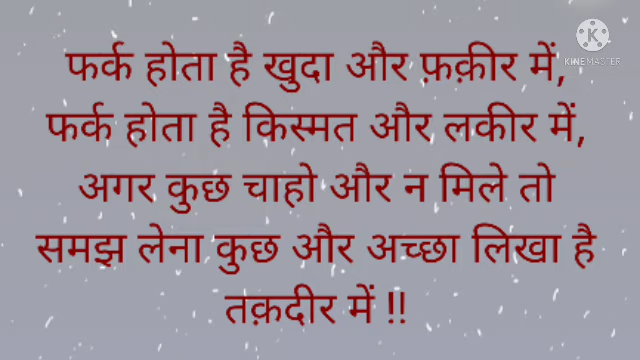 KINEMASTER
फर्क होता है खुदा और फ़क़ीर में,
फर्क होता है किस्मत और लकीर में,
अगर कुछ चाहो और न मिले तो
समझ लेना कुछ और अच्छा लिखा है
तक़दीर में !!